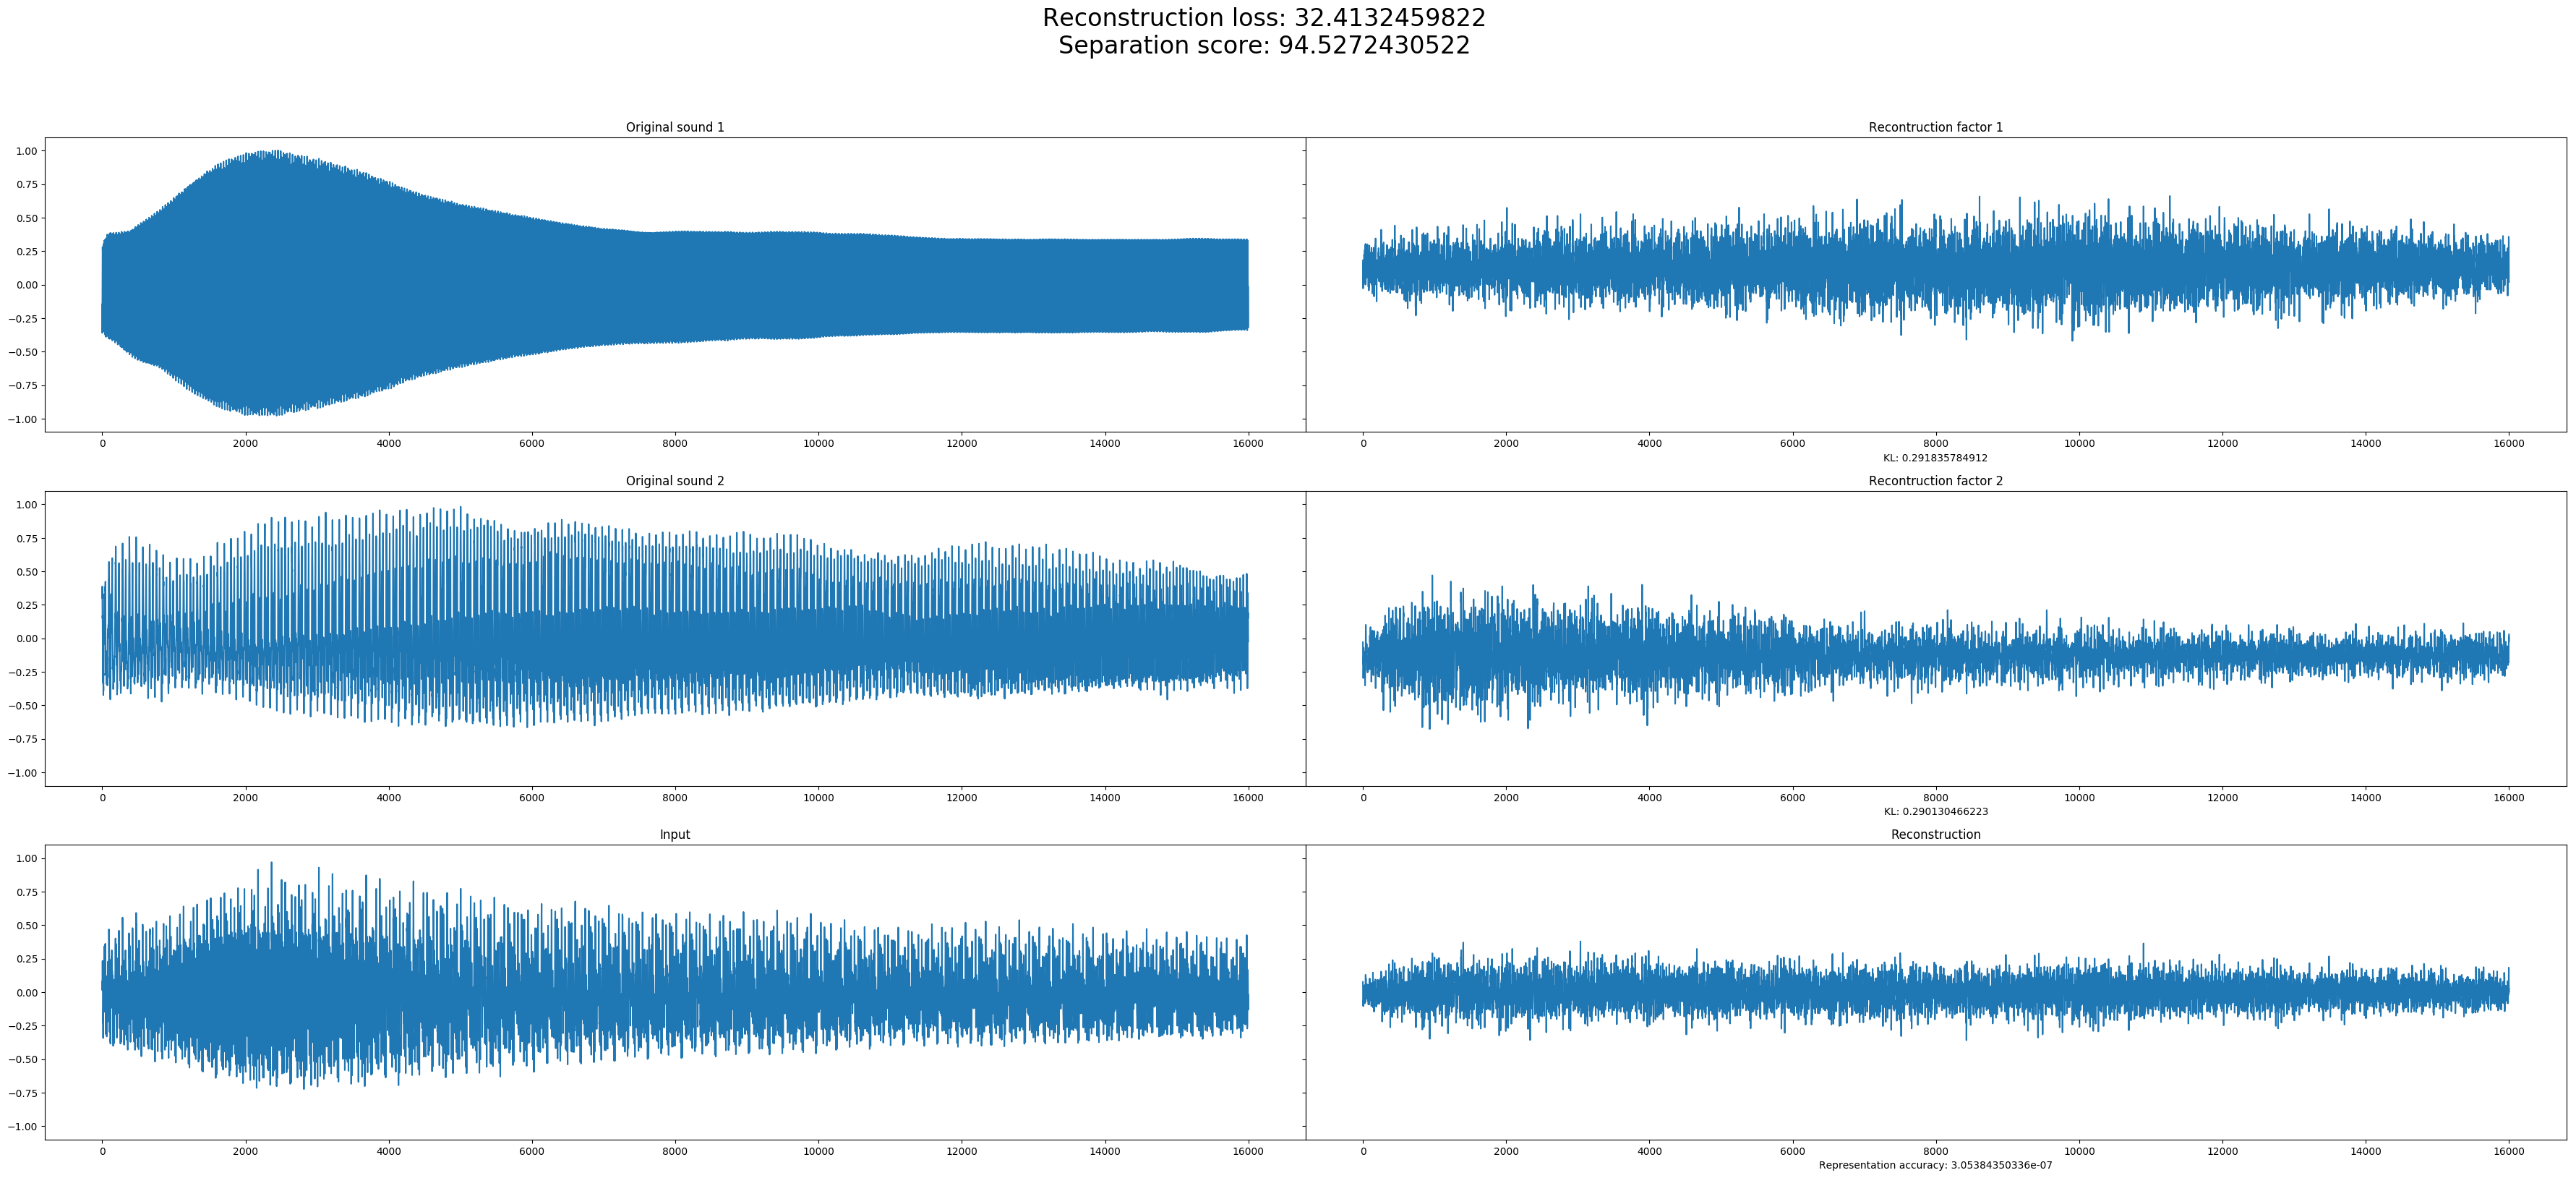 Reconstruction loss: 32.4132459822
Separation score: 94.5272430522
Original sound 1
Recontruction factor 1
1.00
0.75
0.50
0.25
0.00
−0.25
−0.50
−0.75
−1.00
0 2000 4000 6000 8000 10000 12000 14000 16000
0 2000 4000 6000 8000 10000 12000 14000 16000
KL: 0.291835784912
Original sound 2
Recontruction factor 2
1.00
0.75
0.50
0.25
0.00
−0.25
−0.50
−0.75
−1.00
0 2000 4000 6000 8000 10000 12000 14000 16000
0 2000 4000 6000 8000 10000 12000 14000 16000
KL: 0.290130466223
Input
Reconstruction
1.00
0.75
0.50
0.25
0.00
−0.25
−0.50
−0.75
−1.00
0 2000 4000 6000 8000 10000 12000 14000 16000
0 2000 4000 6000 8000 10000 12000 14000 16000
Representation accuracy: 3.05384350336e-07